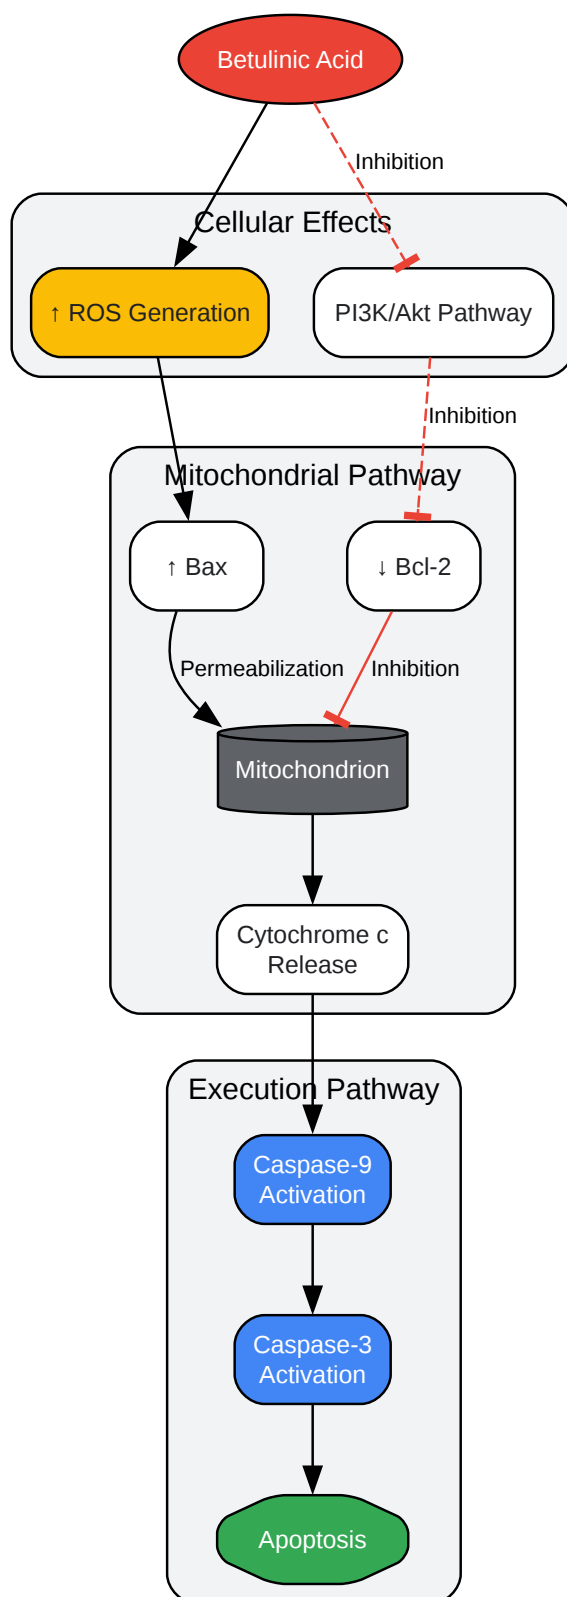 Betulinic Acid
Inhibition
Cellular Effects
↑ ROS Generation
PI3K/Akt Pathway
Inhibition
Mitochondrial Pathway
↑ Bax
↓ Bcl-2
Permeabilization
Inhibition
Mitochondrion
Cytochrome c
Release
Execution Pathway
Caspase-9
Activation
Caspase-3
Activation
Apoptosis